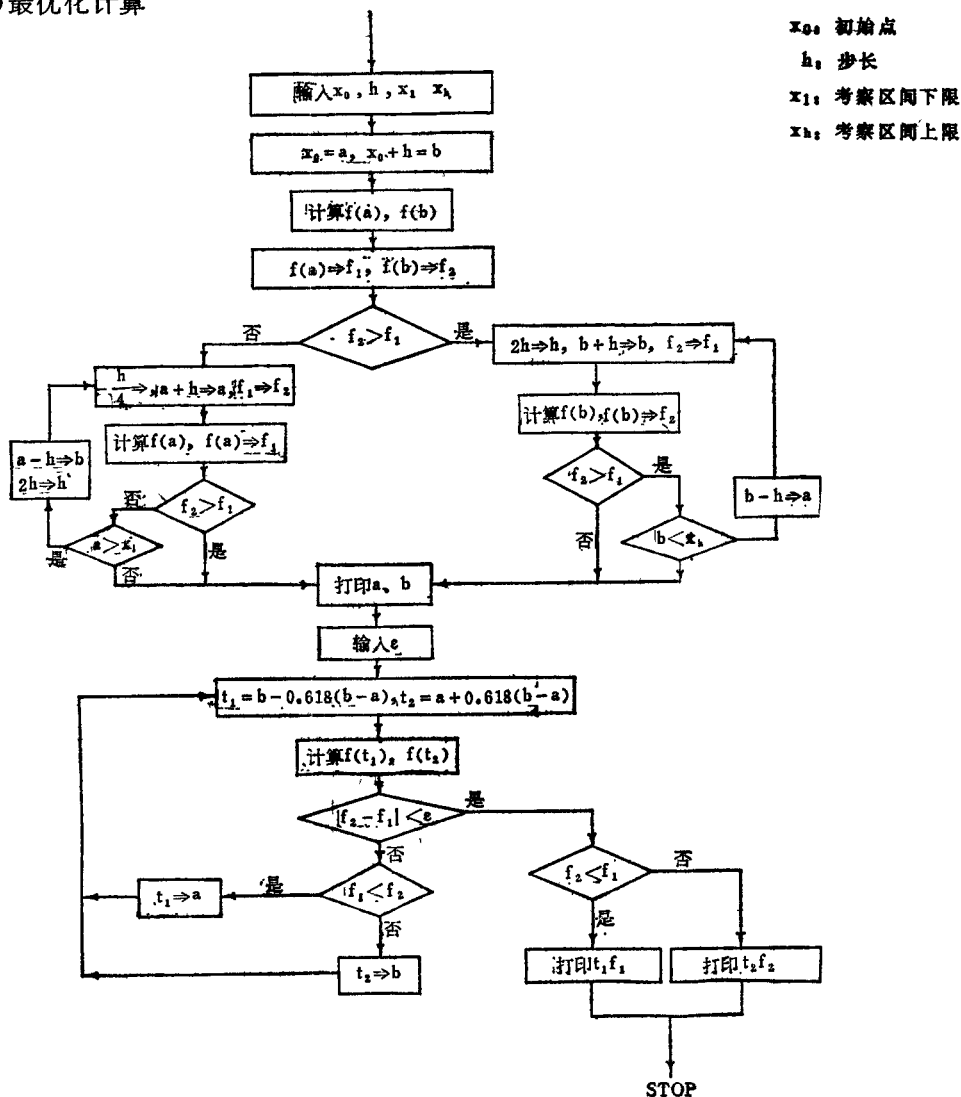 最优化计算
x₀: 初始点
h: 步长
x₁: 考察区间下限
xₕ: 考察区间上限
输入x₀, h, x₁ xₕ
x₀=a, x₀+h=b
计算f(a), f(b)
f(a)⇒f₁, f(b)⇒f₂
否
f₂>f₁
是
2h⇒h, b+h⇒b, f₂⇒f₁
h/4⇒, a+h⇒a, f₁⇒f₂
计算f(b), f(b)⇒f₂
计算f(a), f(a)⇒f₁
a-h⇒b
2h⇒h
f₂>f₁
是
b-h⇒a
否
f₂>f₁
b<xₕ
否
a>x₁
是
是
否
打印a、b
输入e
t₁=b-0.618(b-a), t₂=a+0.618(b-a)
计算f(t₁), f(t₂)
|f₂-f₁|<ε
是
否
f₂<f₁
否
t₁⇒a
是
f₁<f₂
是
否
t₂⇒b
打印t₁f₁
打印t₂f₂
STOP